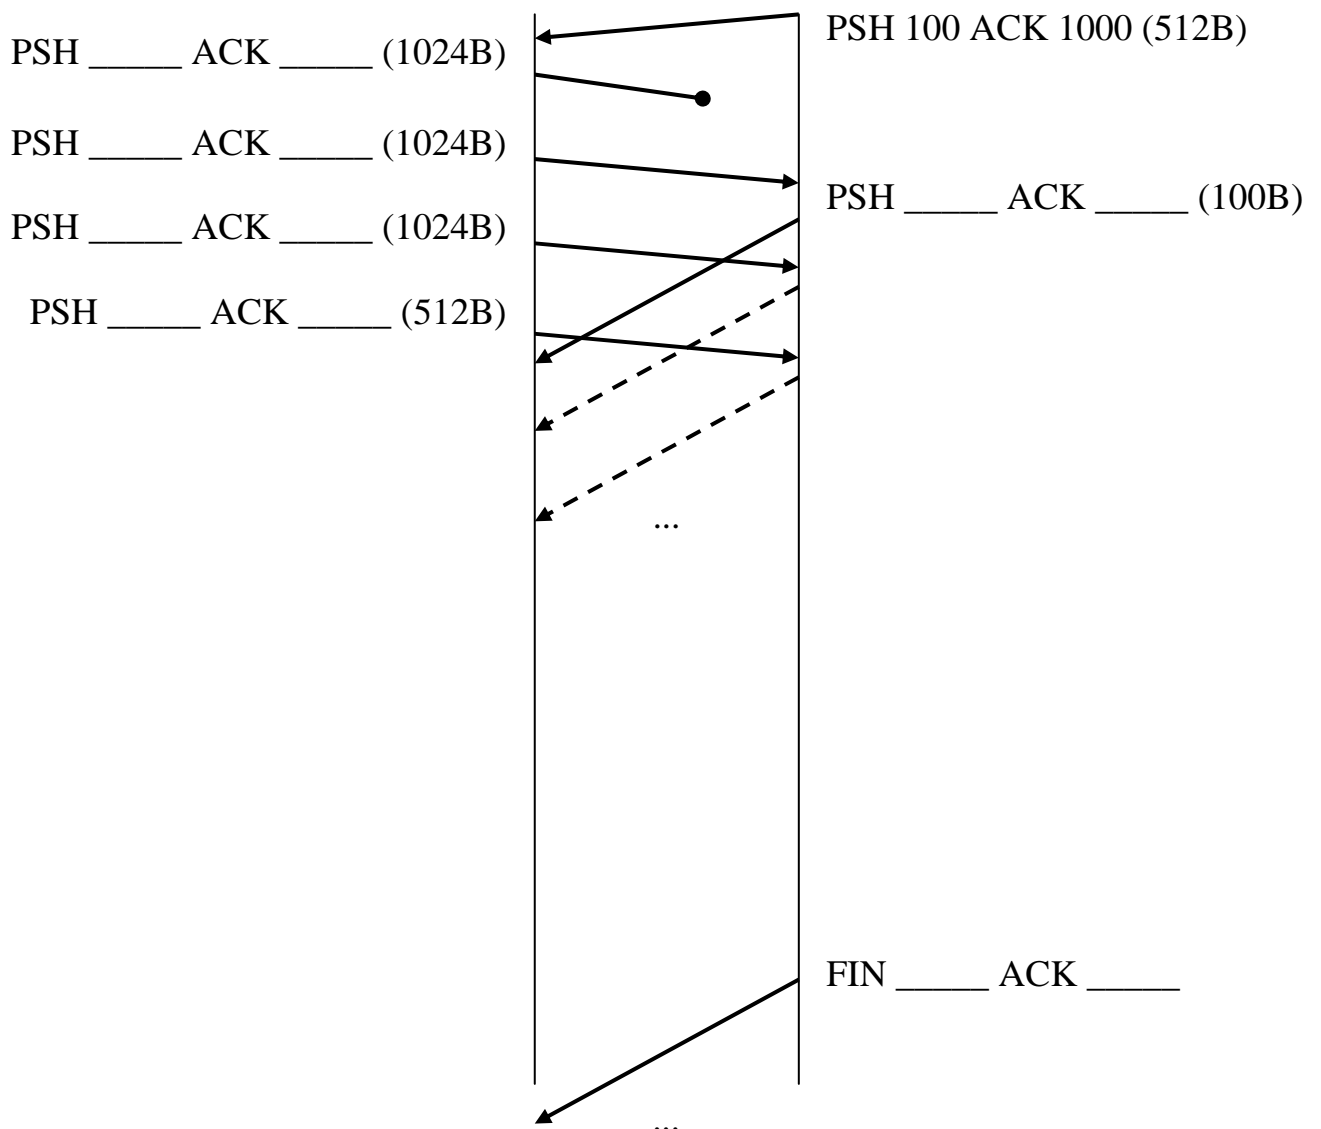 PSH 100 ACK 1000 (512B)
PSH _____ ACK _____ (1024B)
PSH _____ ACK _____ (1024B)
PSH _____ ACK _____ (100B)
PSH _____ ACK _____ (1024B)
PSH _____ ACK _____ (512B)
...
FIN _____ ACK _____
...